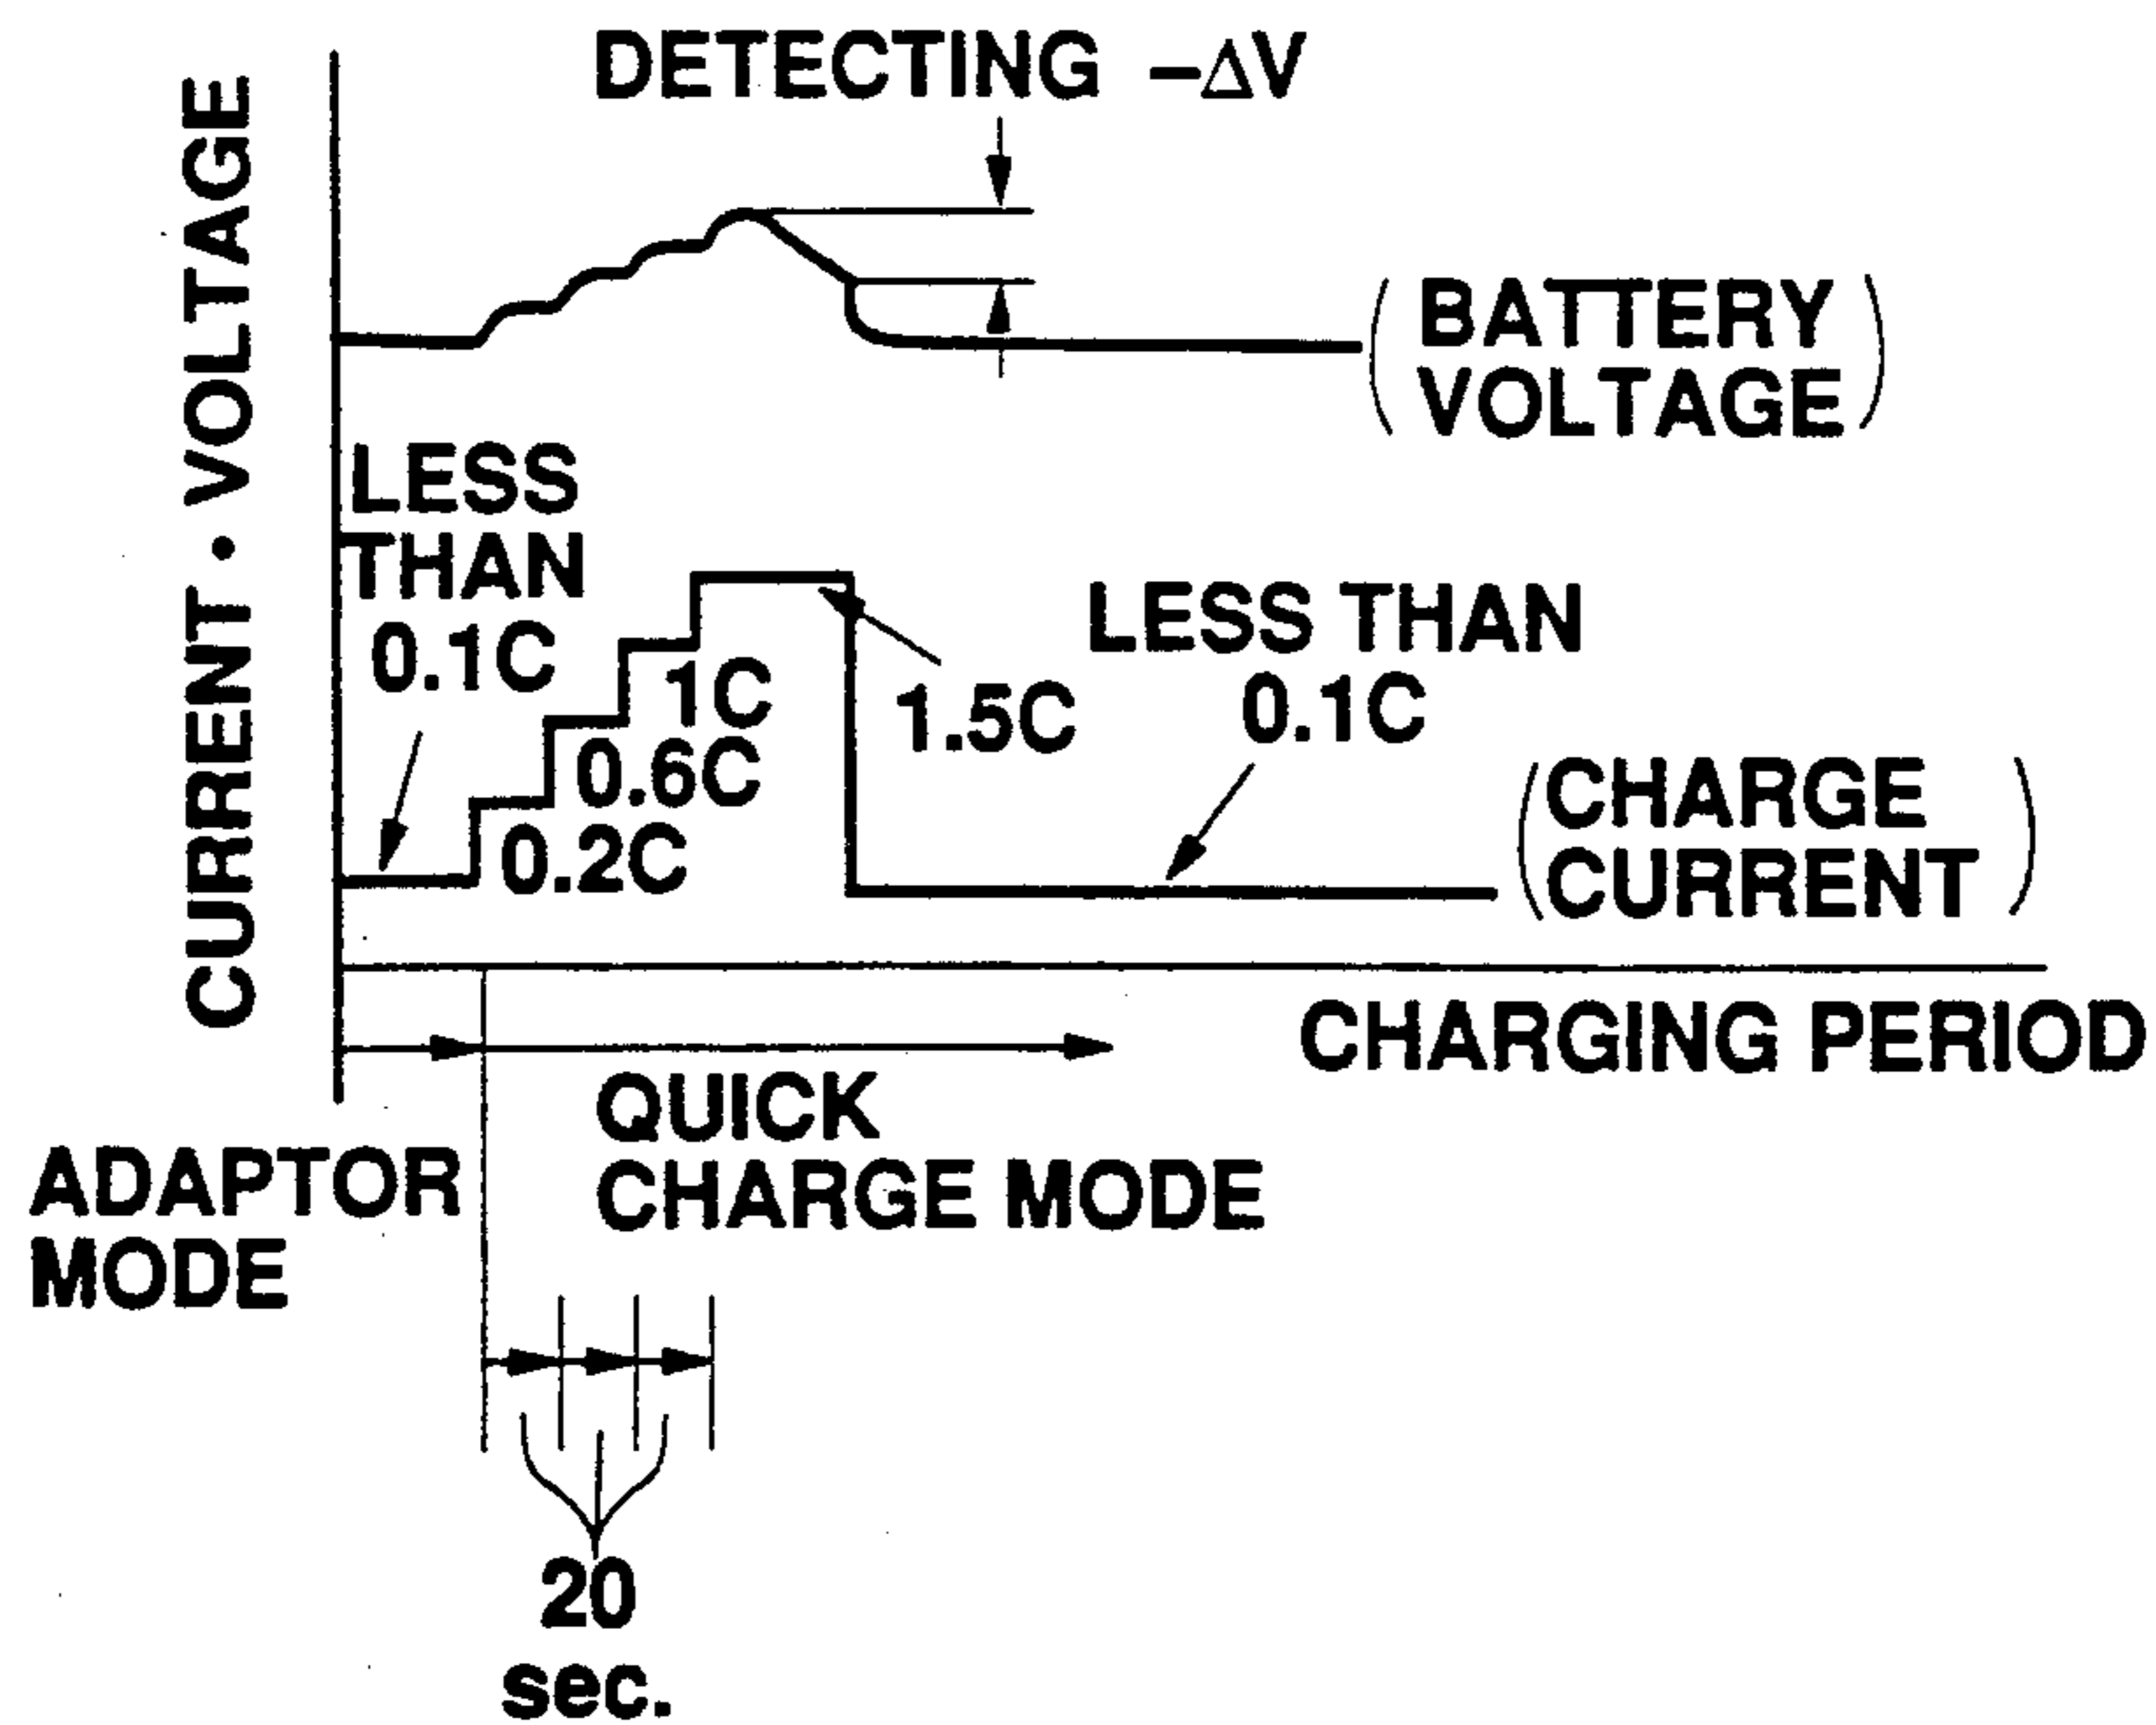 DETECTING -ΔV
CURRENT · VOLTAGE
(BATTERY
VOLTAGE)
LESS
THAN
0.1C
0.2C
0.6C
1C
1.5C
LESS THAN
0.1C
(CHARGE
CURRENT)
CHARGING PERIOD
ADAPTOR
MODE
QUICK
CHARGE MODE
20
sec.